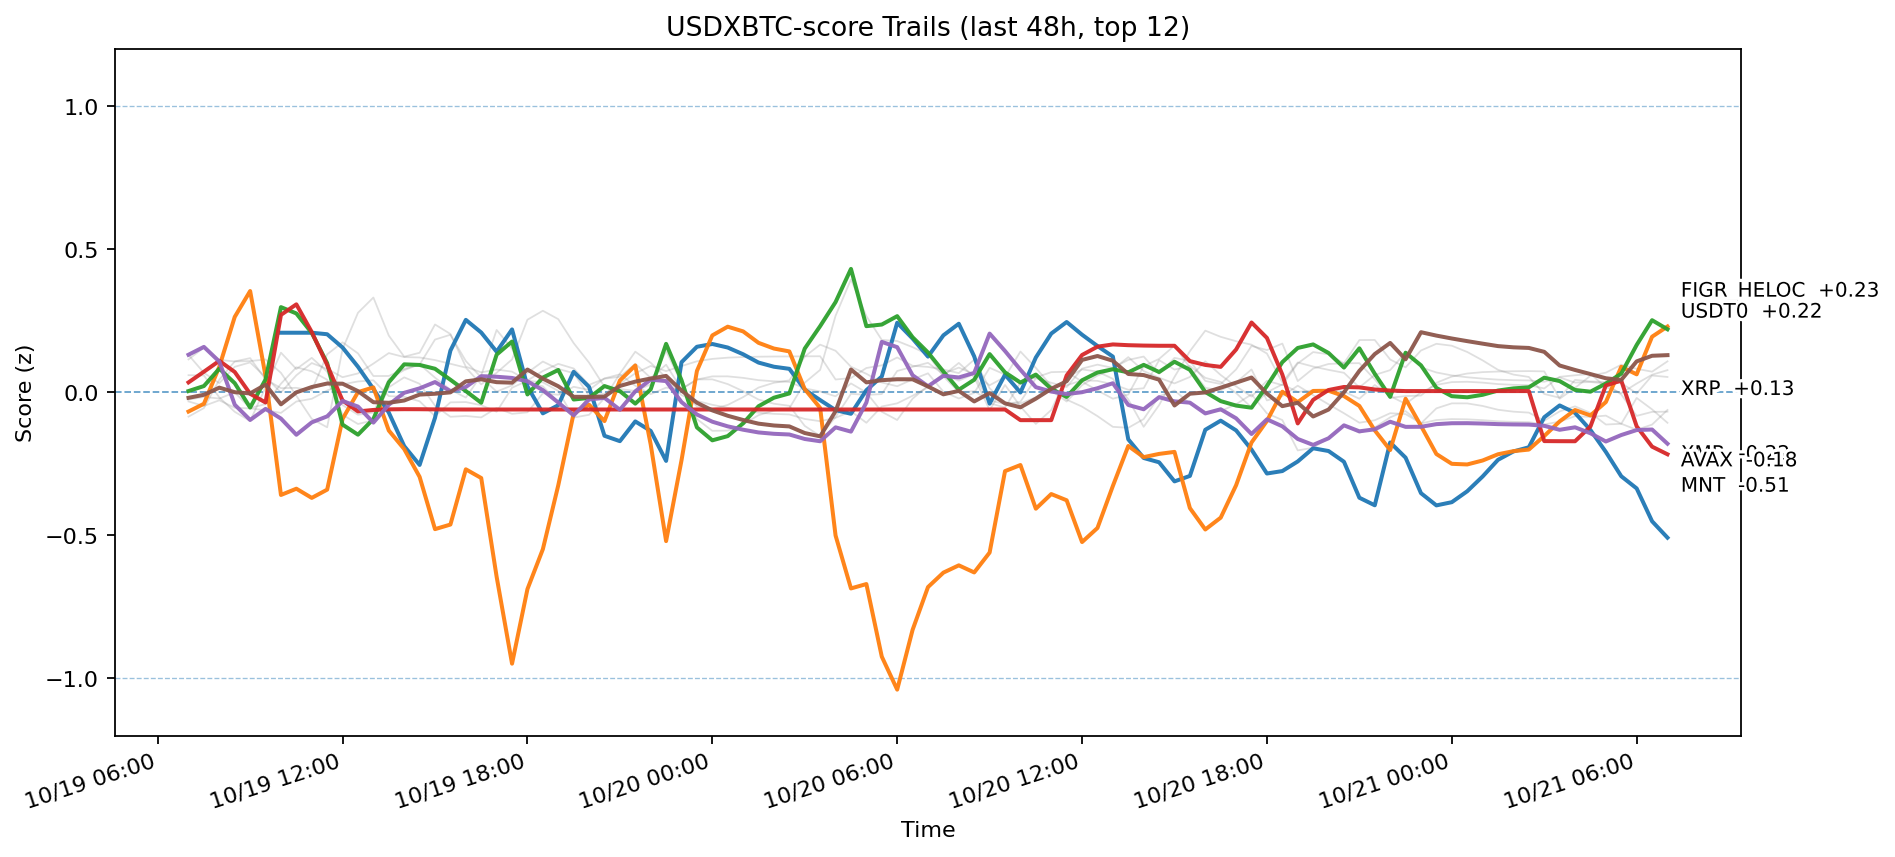 USDXBTC-score Trails (last 48h, top 12)
Score (z)
1.0
0.5
0.0
−0.5
−1.0
FIGR_HELOC +0.23
USDT0 +0.22
XRP +0.13
AVAX -0.18
MNT -0.51
10/19 06:00
10/19 12:00
10/19 18:00
10/20 00:00
10/20 06:00
10/20 12:00
10/20 18:00
10/21 00:00
10/21 06:00
Time